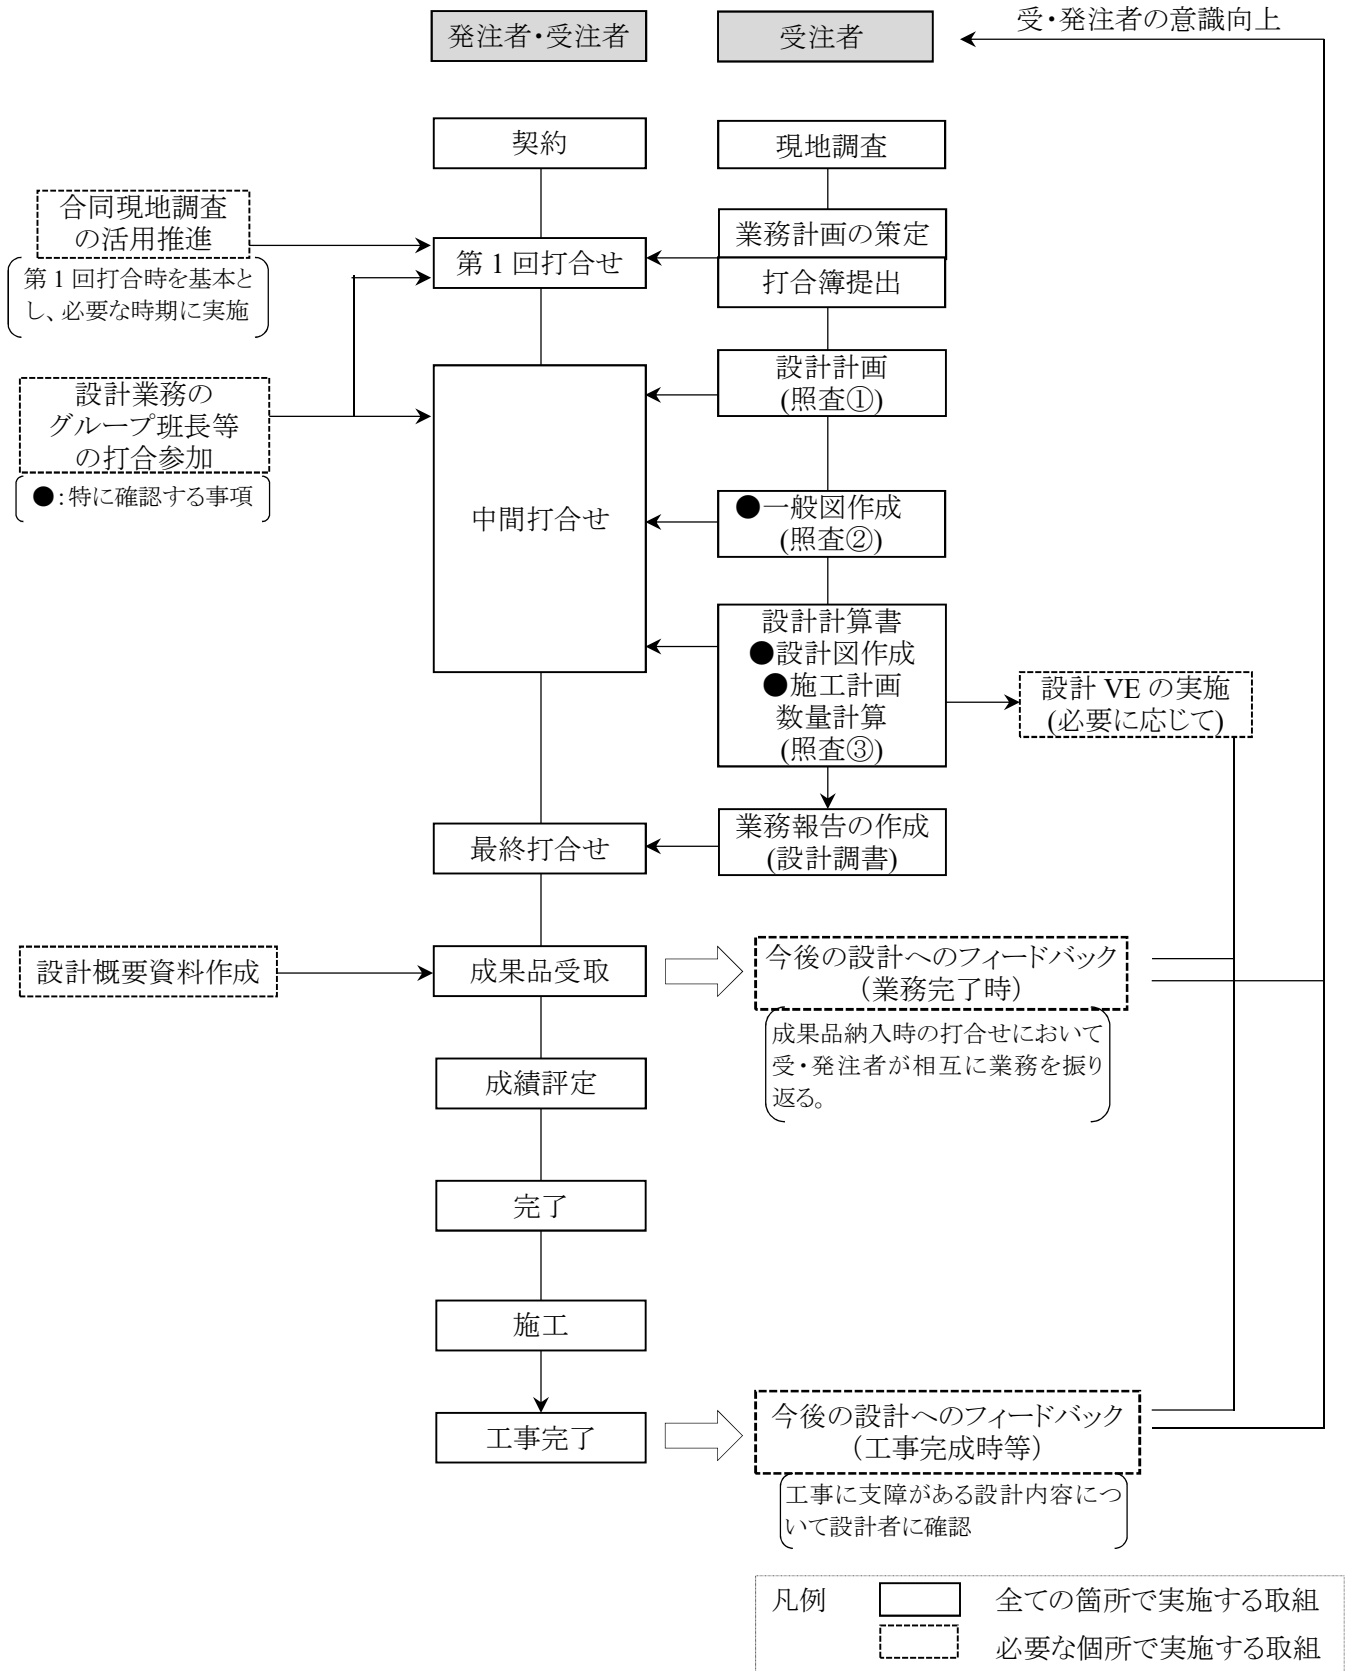 発注者・受注者
受注者
受・発注者の意識向上
契約
現地調査
合同現地調査
の活用推進
第1回打合時を基本と
し、必要な時期に実施
第1回打合せ
業務計画の策定
打合簿提出
設計業務の
グループ班長等
の打合参加
●:特に確認する事項
中間打合せ
設計計画
(照査①)
●一般図作成
(照査②)
設計計算書
●設計図作成
●施工計画
数量計算
(照査③)
設計 VE の実施
(必要に応じて)
最終打合せ
業務報告の作成
(設計調書)
設計概要資料作成
成果品受取
今後の設計へのフィードバック
(業務完了時)
成果品納入時の打合せにおいて
受・発注者が相互に業務を振り
返る。
成績評定
完了
施工
工事完了
今後の設計へのフィードバック
(工事完成時等)
工事に支障がある設計内容につ
いて設計者に確認
凡例
全ての箇所で実施する取組
必要な個所で実施する取組